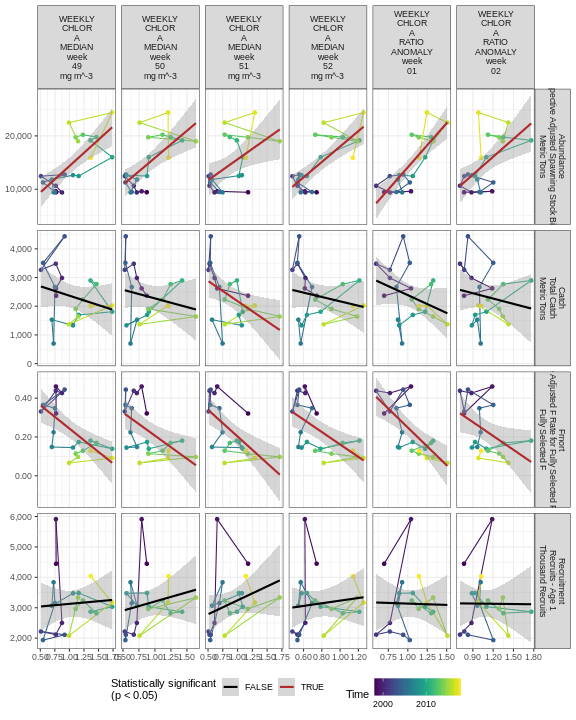 WEEKLY
CHLOR
A
MEDIAN
week
49
mg m^-3
WEEKLY
CHLOR
A
MEDIAN
week
50
mg m^-3
WEEKLY
CHLOR
A
MEDIAN
week
51
mg m^-3
WEEKLY
CHLOR
A
MEDIAN
week
52
mg m^-3
WEEKLY
CHLOR
A
RATIO
ANOMALY
week
01
WEEKLY
CHLOR
A
RATIO
ANOMALY
week
02
20,000
10,000
Abundance
Adjusted Spawning Stock
Metric Tons
4,000
3,000
2,000
1,000
0
Catch
Total Catch
Metric Tons
0.40
0.20
0.00
Fmort
Adjusted F Rate for Fully Selected
Fully Selected F
6,000
5,000
4,000
3,000
2,000
Recruitment
Recruits - Age 1
Thousand Recruits
0.50 0.75 1.00 1.25 1.50
0.50 0.75 1.00 1.25 1.50
0.50 0.75 1.00 1.25 1.50 1.75
0.60 0.80 1.00 1.20
0.75 1.00 1.25 1.50
0.90 1.20 1.50 1.80
Statistically significant
(p < 0.05)
FALSE
TRUE
Time
2000
2010